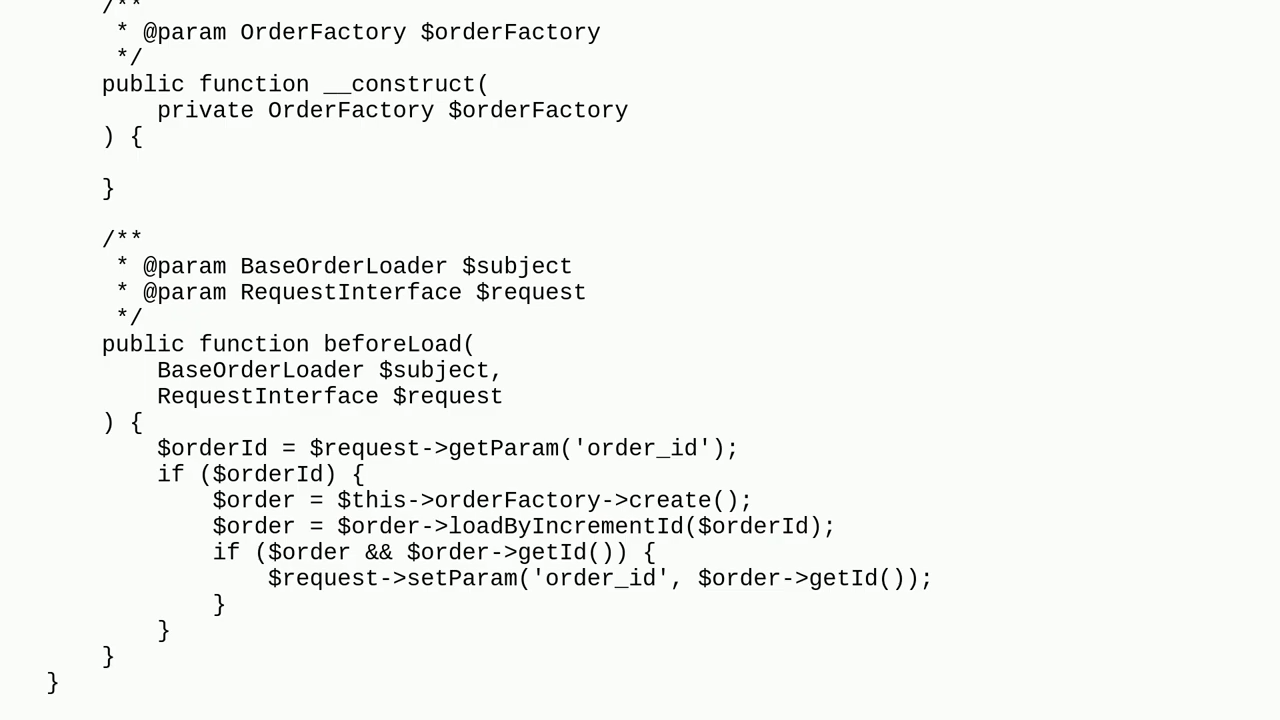 /**
 * @param OrderFactory $orderFactory
 */
public function __construct(
    private OrderFactory $orderFactory
) {
}
/**
 * @param BaseOrderLoader $subject
 * @param RequestInterface $request
 */
public function beforeLoad(
    BaseOrderLoader $subject,
    RequestInterface $request
) {
    $orderId = $request->getParam('order_id');
    if ($orderId) {
        $order = $this->orderFactory->create();
        $order = $order->loadByIncrementId($orderId);
        if ($order && $order->getId()) {
            $request->setParam('order_id', $order->getId());
        }
    }
}
}